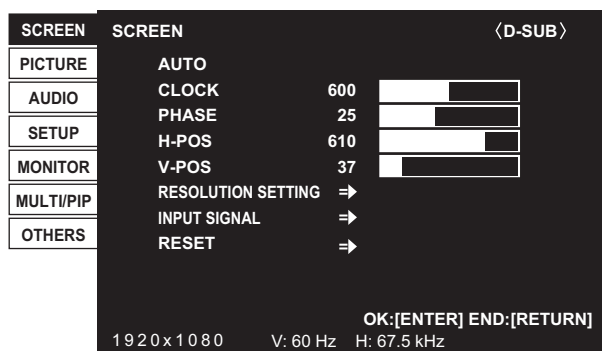 SCREEN
PICTURE
AUDIO
SETUP
MONITOR
MULTI/PIP
OTHERS
SCREEN 〈D-SUB〉
AUTO
CLOCK 600
PHASE 25
H-POS 610
V-POS 37
RESOLUTION SETTING
INPUT SIGNAL
RESET
OK:[ENTER] END:[RETURN]
1920x1080 V: 60 Hz H: 67.5 kHz